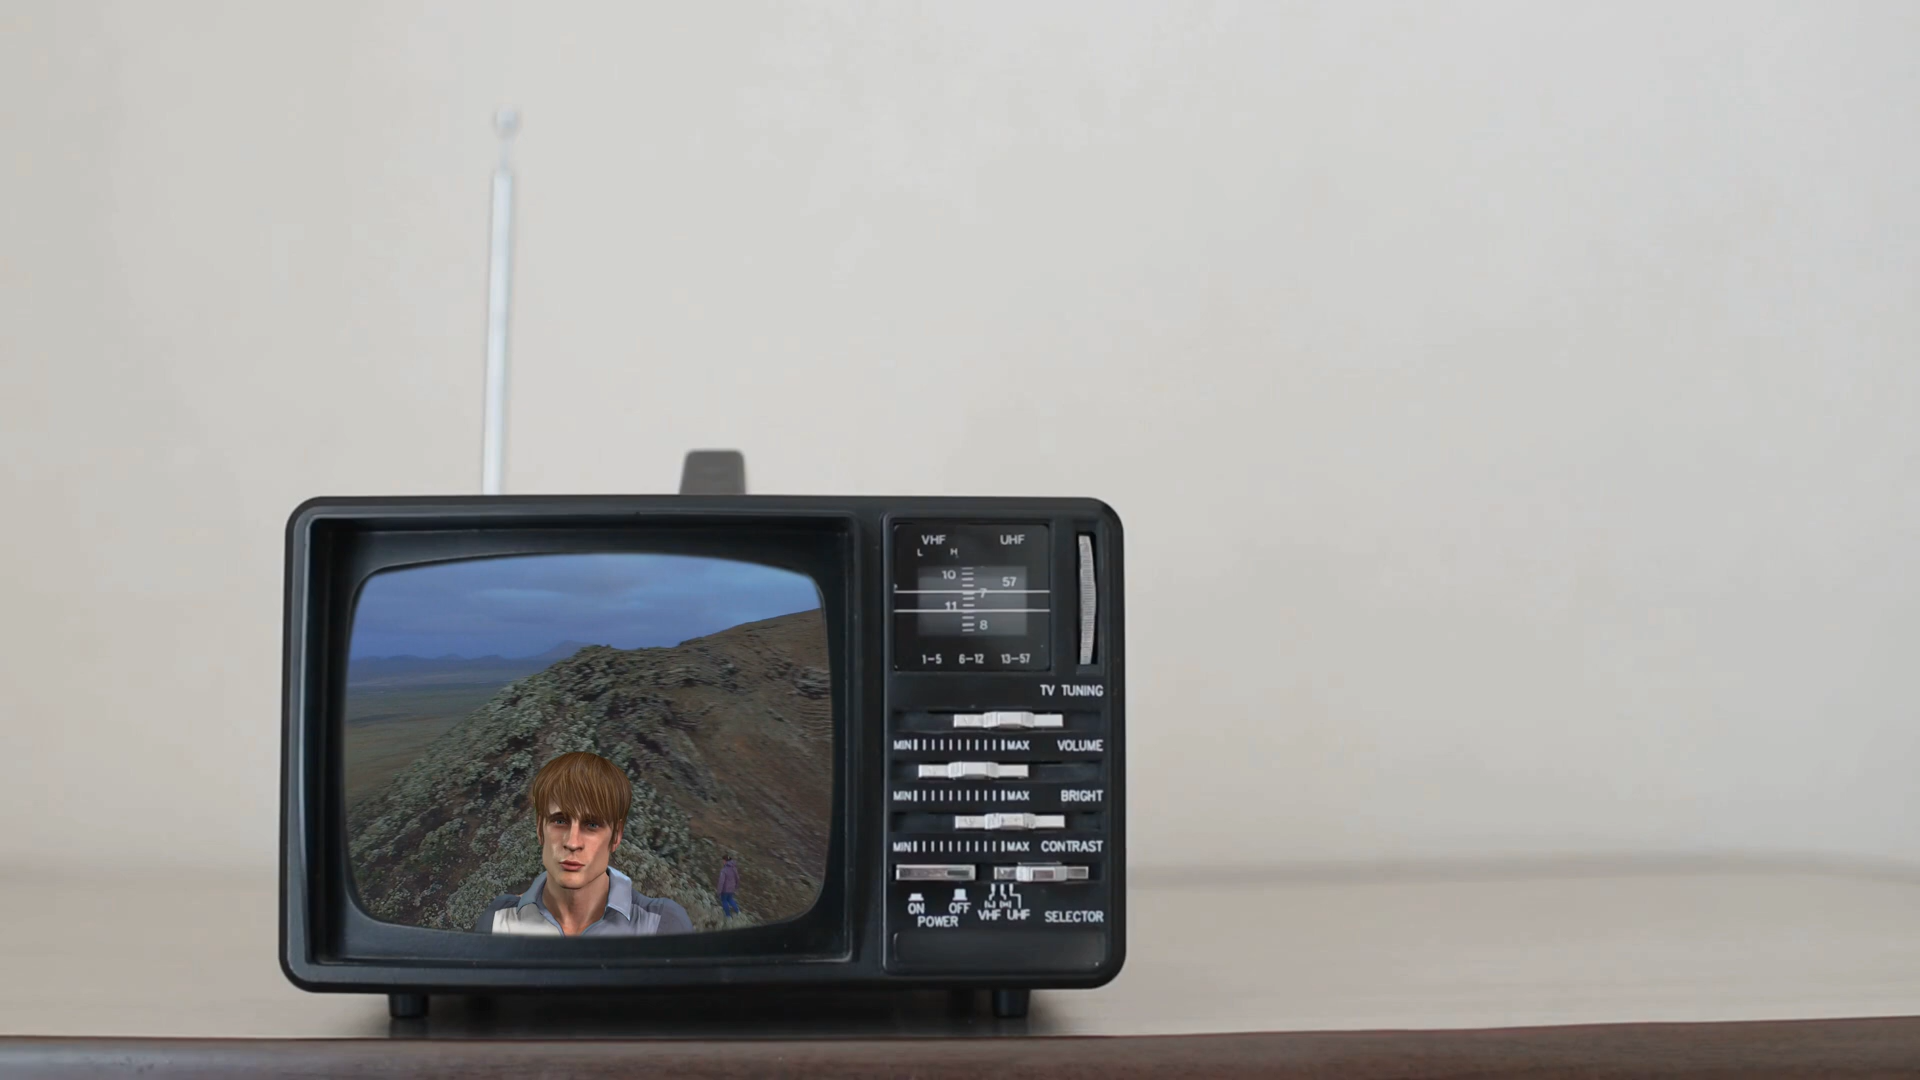 VHF UHF
L H
10 57
7
11
8
1-5 6-12 13-57
TV TUNING
MIN MAX VOLUME
MIN MAX BRIGHT
MIN MAX CONTRAST
ON OFF VHF UHF SELECTOR
POWER